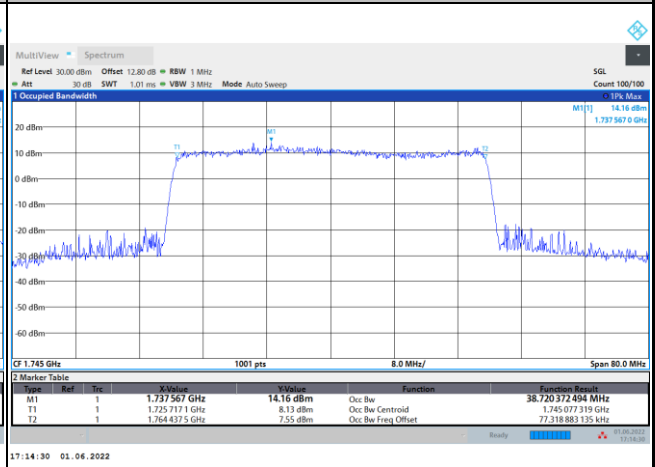 MultiView Spectrum
Ref Level 30.00 dBm Offset 12.80 dB RBW 1 MHz SGL
Att 30 dB SWT 1.01 ms VBW 3 MHz Mode Auto Sweep Count 100/100
1 Occupied Bandwidth 1Pk Max
M1[1] 14.16 dBm
1.737 567 0 GHz
20 dBm
M1
T1
T2
10 dBm
0 dBm
-10 dBm
-20 dBm
-30 dBm
-40 dBm
-50 dBm
-60 dBm
CF 1.745 GHz 1001 pts 8.0 MHz/ Span 80.0 MHz
2 Marker Table
Type Ref Trc X-Value Y-Value Function Function Result
M1 1 1.737 567 GHz 14.16 dBm Occ Bw 38.720 372 494 MHz
T1 1 1.725 717 1 GHz 8.13 dBm Occ Bw Centroid 1.745 077 319 GHz
T2 1 1.764 437 5 GHz 7.55 dBm Occ Bw Freq Offset 77.318 883 135 kHz
Ready 01.06.2022
17:14:30
17:14:30 01.06.2022